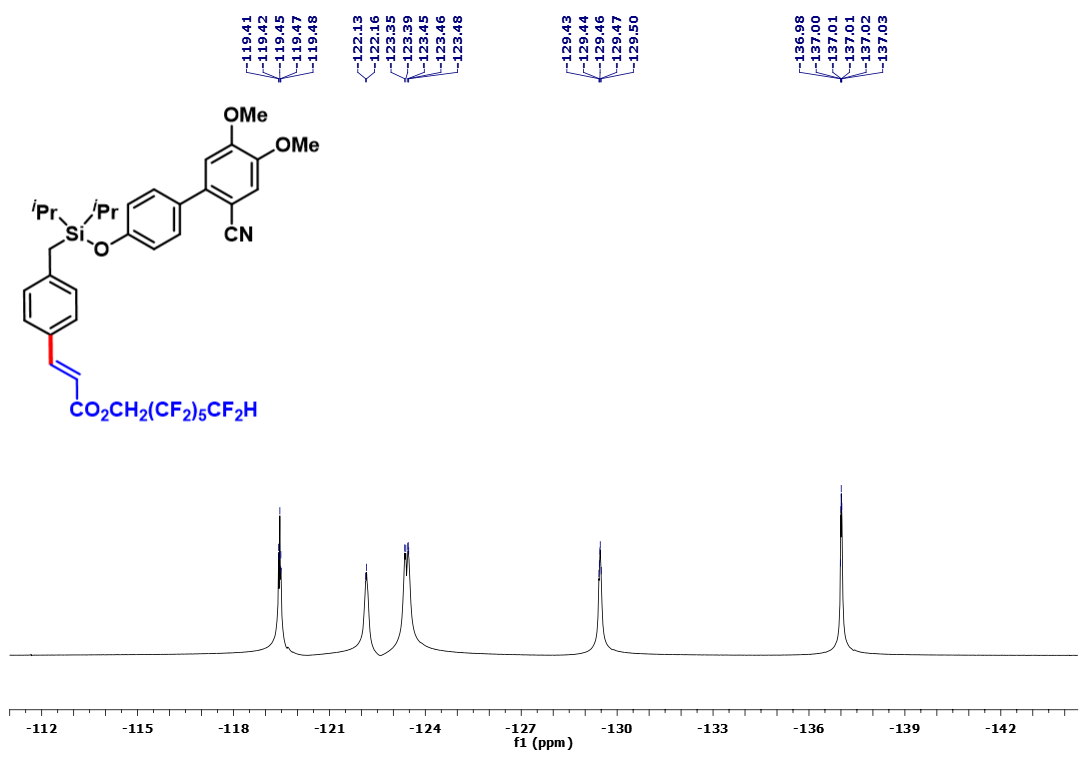 -119.41
-119.42
-119.45
-119.47
-119.48
-122.13
-122.16
-123.35
-123.39
-123.45
-123.46
-123.48
-129.43
-129.44
-129.46
-129.47
-129.50
-136.98
-137.00
-137.01
-137.01
-137.02
-137.03
OMe
OMe
iPr iPr
Si
O
CN
CO2CH2(CF2)5CF2H
-112 -115 -118 -121 -124 -127 -130 -133 -136 -139 -142
f1 (ppm)